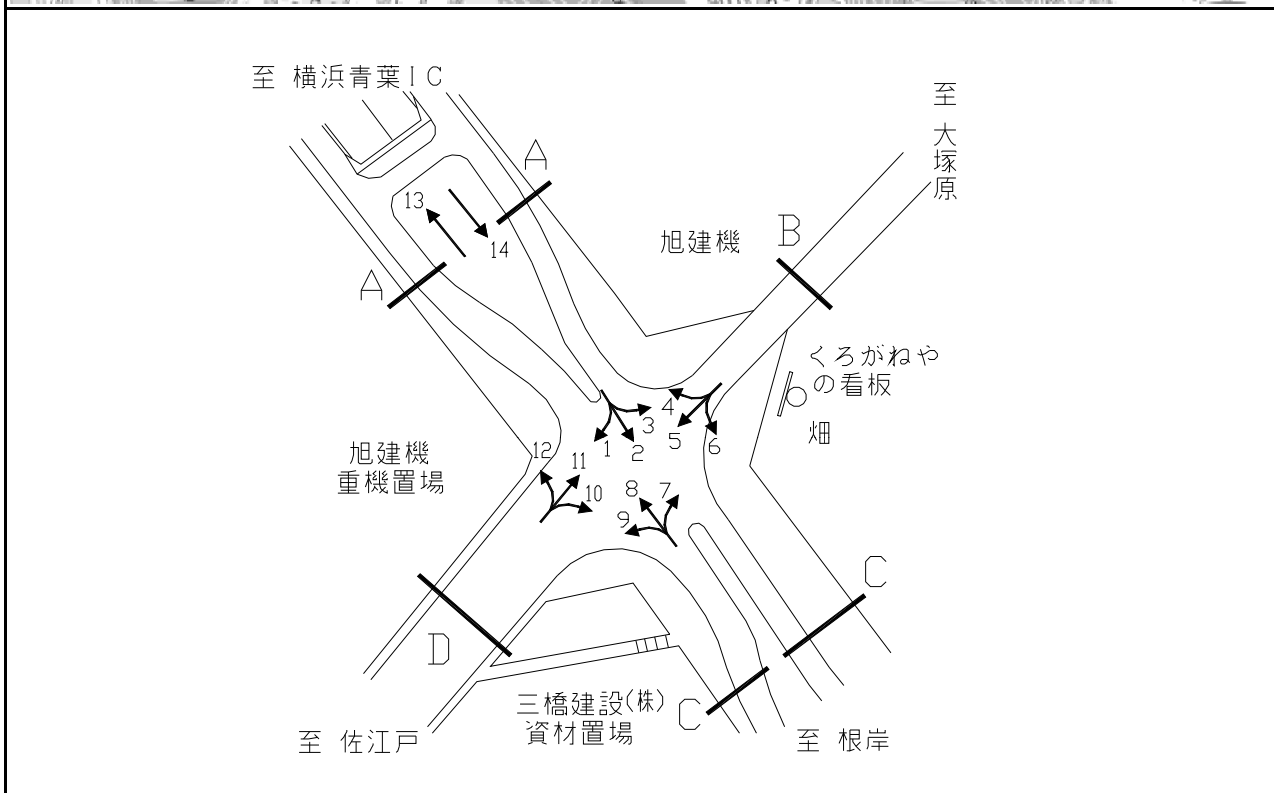 至 横浜青葉IC
至 大塚原
A
13
14
旭建機
B
A
くろがねや
の看板
畑
4
3
5
6
1
2
旭建機
重機置場
12
11
10
8
7
9
C
D
三橋建設(株)
資材置場
C
至 佐江戸
至 根岸